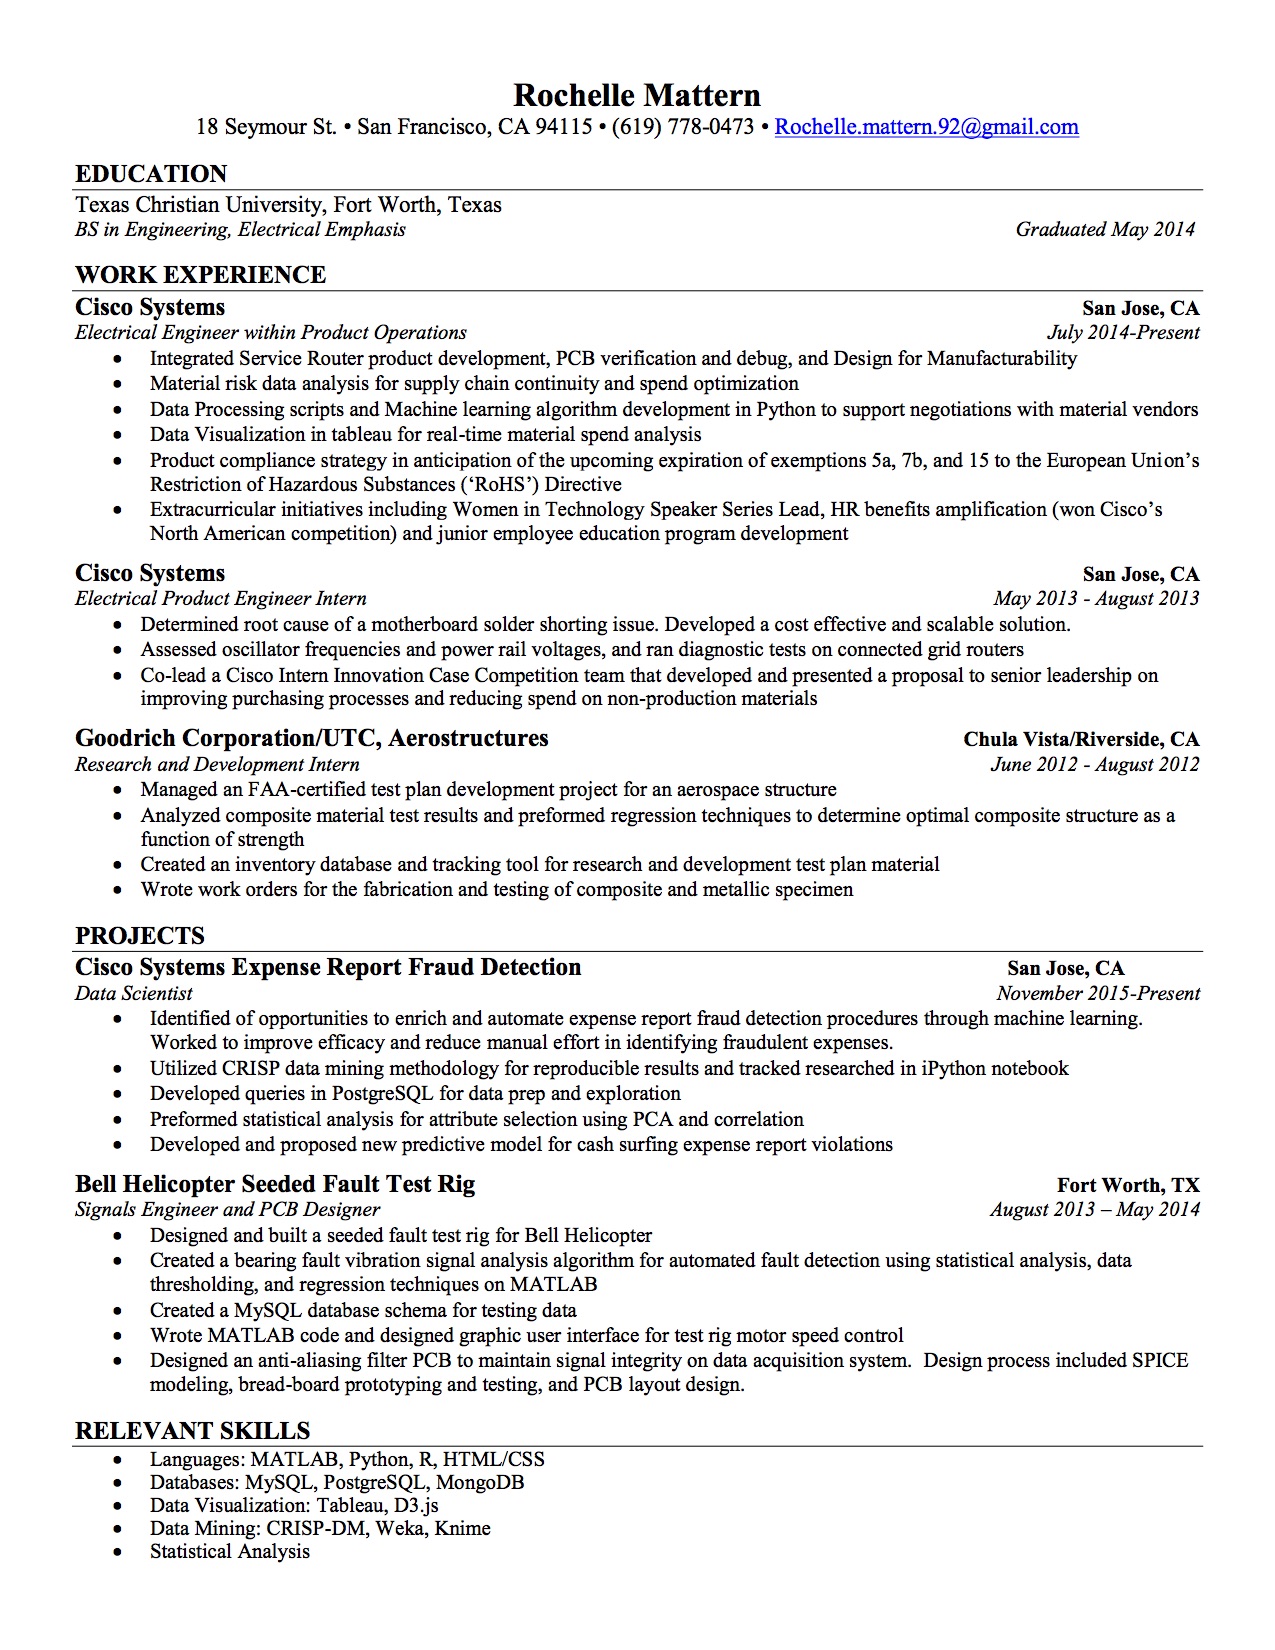 Rochelle Mattern
18 Seymour St. • San Francisco, CA 94115 • (619) 778-0473 • Rochelle.mattern.92@gmail.com
EDUCATION
Texas Christian University, Fort Worth, Texas
BS in Engineering, Electrical Emphasis Graduated May 2014
WORK EXPERIENCE
Cisco Systems San Jose, CA
Electrical Engineer within Product Operations July 2014-Present
• Integrated Service Router product development, PCB verification and debug, and Design for Manufacturability
• Material risk data analysis for supply chain continuity and spend optimization
• Data Processing scripts and Machine learning algorithm development in Python to support negotiations with material vendors
• Data Visualization in tableau for real-time material spend analysis
• Product compliance strategy in anticipation of the upcoming expiration of exemptions 5a, 7b, and 15 to the European Union’s
Restriction of Hazardous Substances (‘RoHS’) Directive
• Extracurricular initiatives including Women in Technology Speaker Series Lead, HR benefits amplification (won Cisco’s
North American competition) and junior employee education program development
Cisco Systems San Jose, CA
Electrical Product Engineer Intern May 2013 - August 2013
• Determined root cause of a motherboard solder shorting issue. Developed a cost effective and scalable solution.
• Assessed oscillator frequencies and power rail voltages, and ran diagnostic tests on connected grid routers
• Co-lead a Cisco Intern Innovation Case Competition team that developed and presented a proposal to senior leadership on
improving purchasing processes and reducing spend on non-production materials
Goodrich Corporation/UTC, Aerostructures Chula Vista/Riverside, CA
Research and Development Intern June 2012 - August 2012
• Managed an FAA-certified test plan development project for an aerospace structure
• Analyzed composite material test results and preformed regression techniques to determine optimal composite structure as a
function of strength
• Created an inventory database and tracking tool for research and development test plan material
• Wrote work orders for the fabrication and testing of composite and metallic specimen
PROJECTS
Cisco Systems Expense Report Fraud Detection San Jose, CA
Data Scientist November 2015-Present
• Identified of opportunities to enrich and automate expense report fraud detection procedures through machine learning.
Worked to improve efficacy and reduce manual effort in identifying fraudulent expenses.
• Utilized CRISP data mining methodology for reproducible results and tracked researched in iPython notebook
• Developed queries in PostgreSQL for data prep and exploration
• Preformed statistical analysis for attribute selection using PCA and correlation
• Developed and proposed new predictive model for cash surfing expense report violations
Bell Helicopter Seeded Fault Test Rig Fort Worth, TX
Signals Engineer and PCB Designer August 2013 – May 2014
• Designed and built a seeded fault test rig for Bell Helicopter
• Created a bearing fault vibration signal analysis algorithm for automated fault detection using statistical analysis, data
thresholding, and regression techniques on MATLAB
• Created a MySQL database schema for testing data
• Wrote MATLAB code and designed graphic user interface for test rig motor speed control
• Designed an anti-aliasing filter PCB to maintain signal integrity on data acquisition system.  Design process included SPICE
modeling, bread-board prototyping and testing, and PCB layout design.
RELEVANT SKILLS
• Languages: MATLAB, Python, R, HTML/CSS
• Databases: MySQL, PostgreSQL, MongoDB
• Data Visualization: Tableau, D3.js
• Data Mining: CRISP-DM, Weka, Knime
• Statistical Analysis